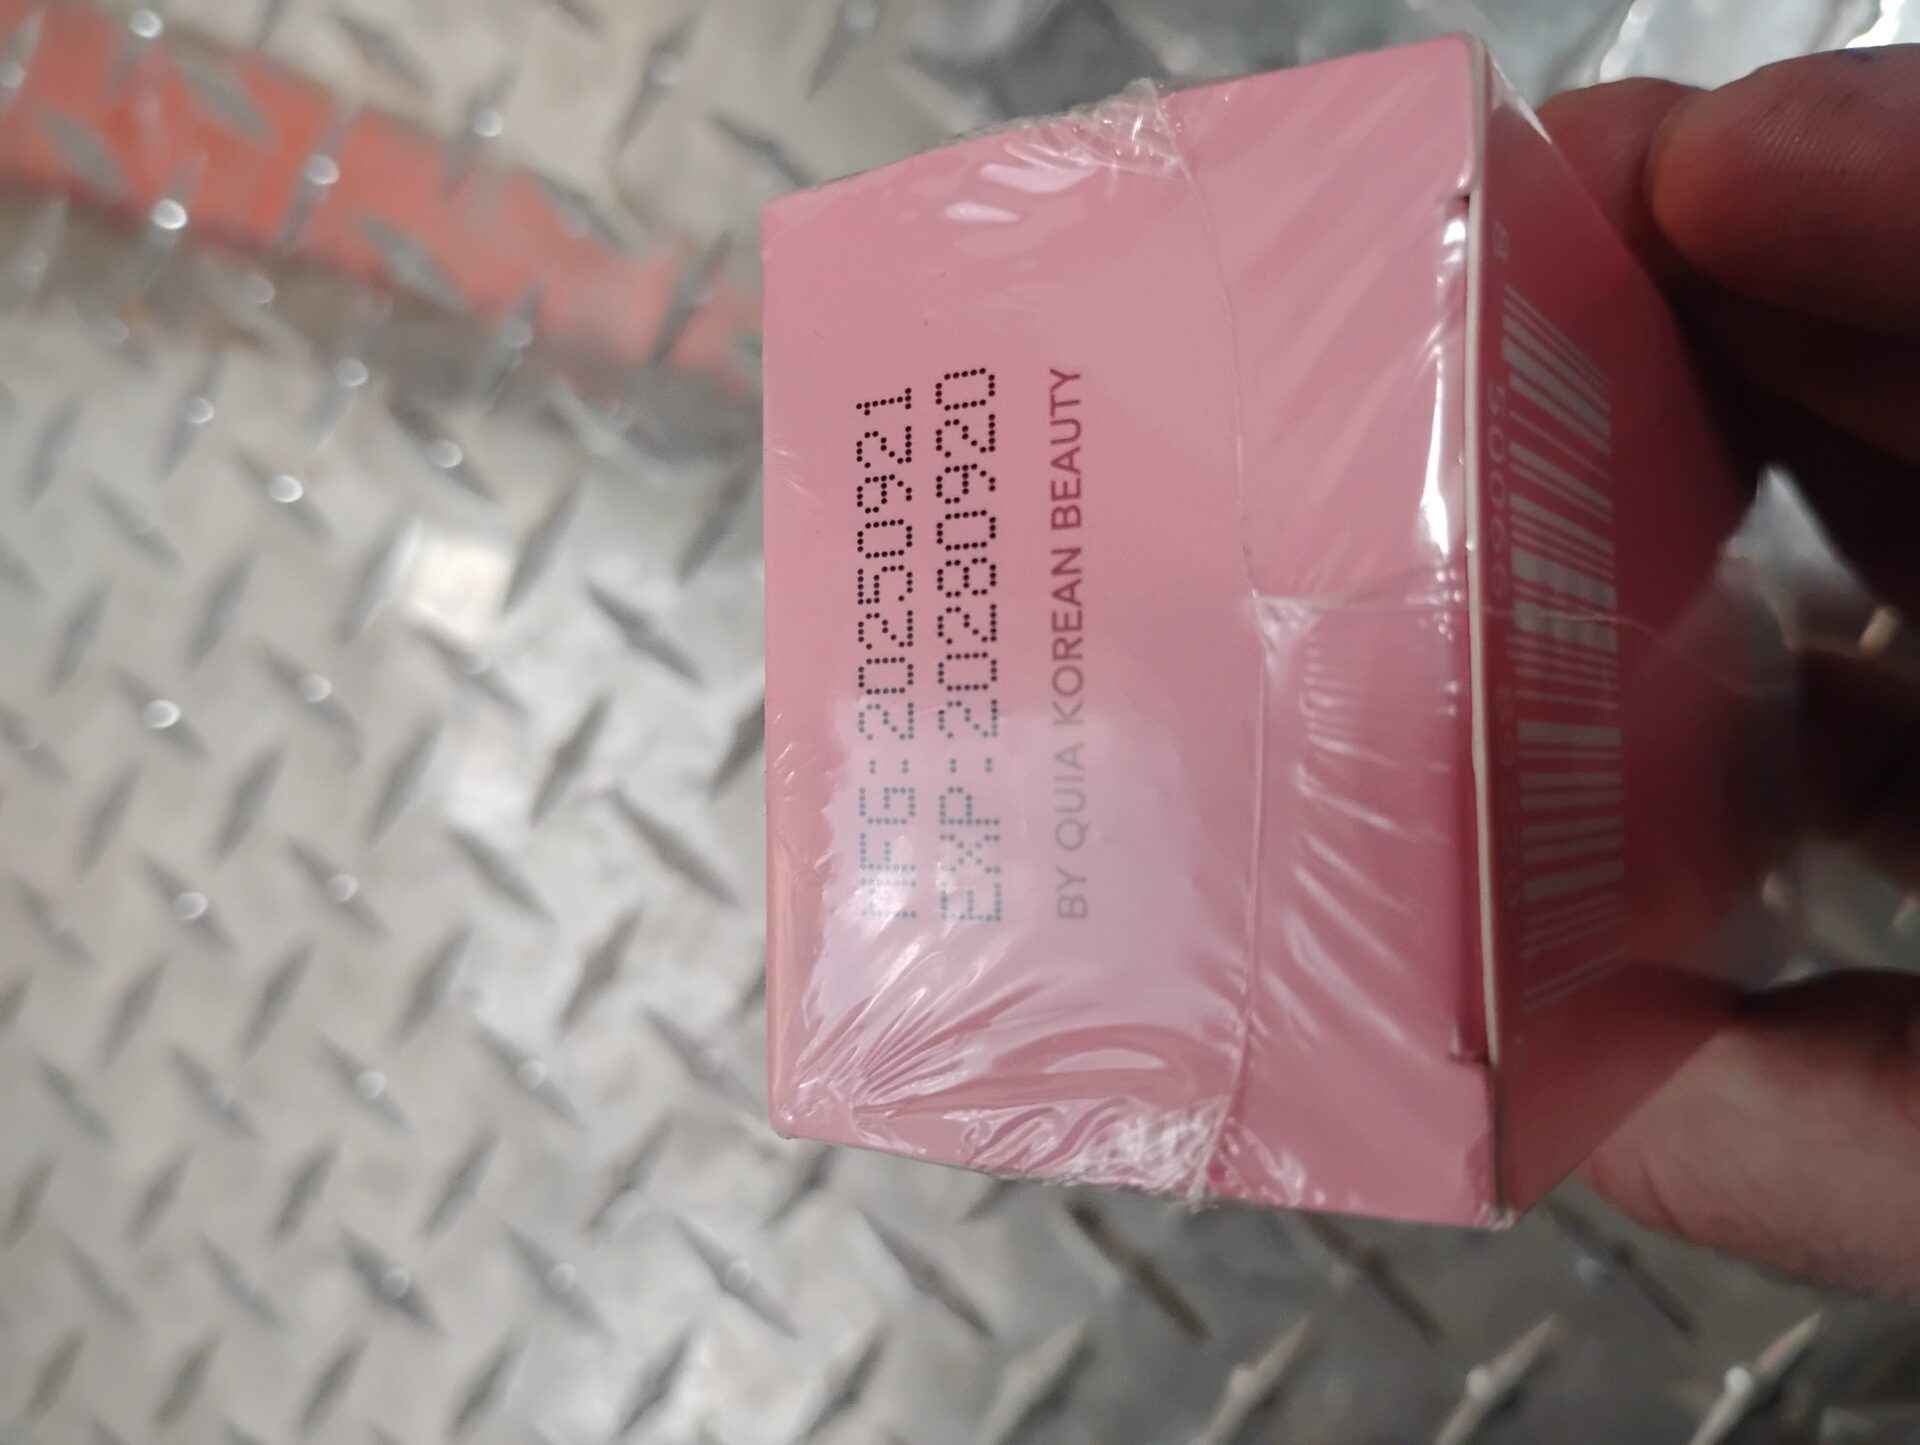 MFG:20250921
EXP:20280920
BY QUIA KOREAN BEAUTY